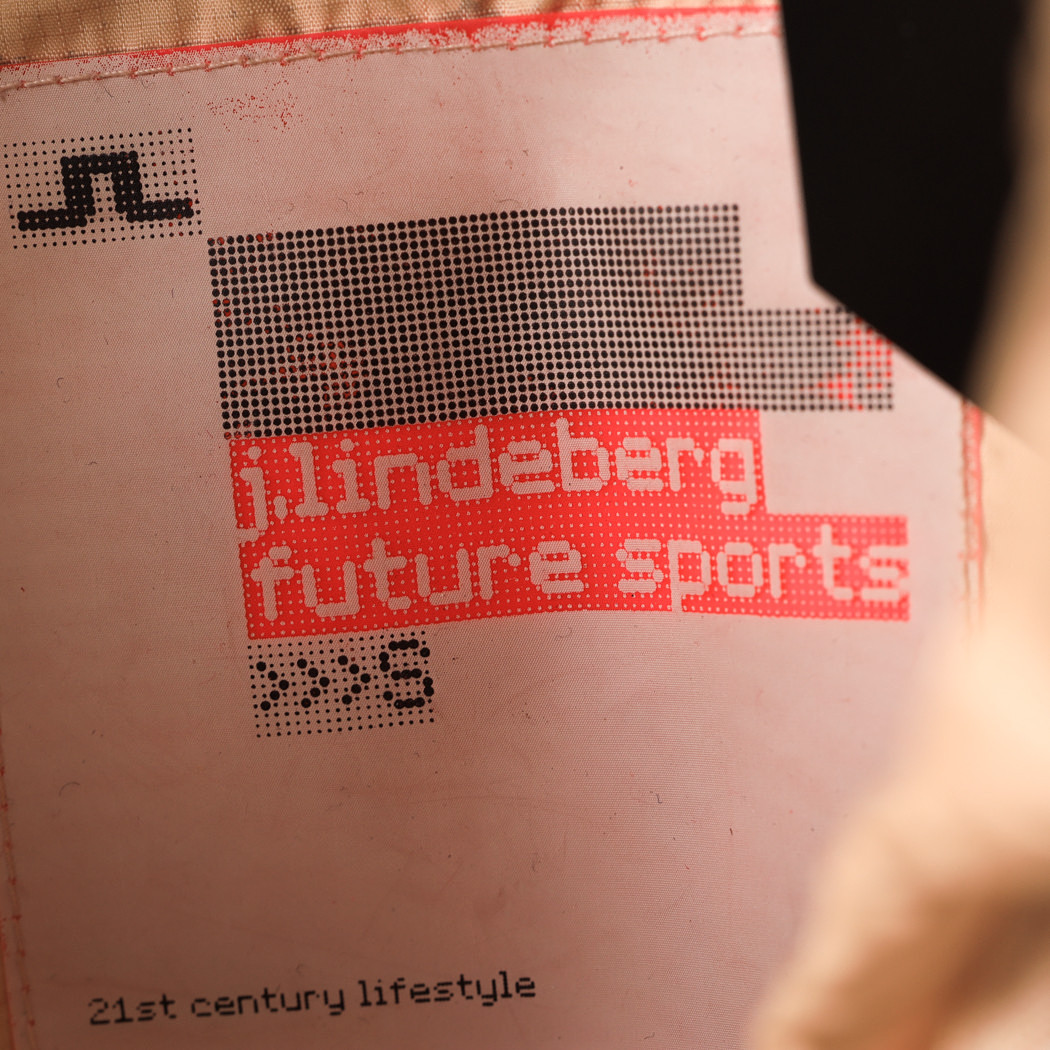 j.lindeberg
future sports
>>>S
21st century lifestyle